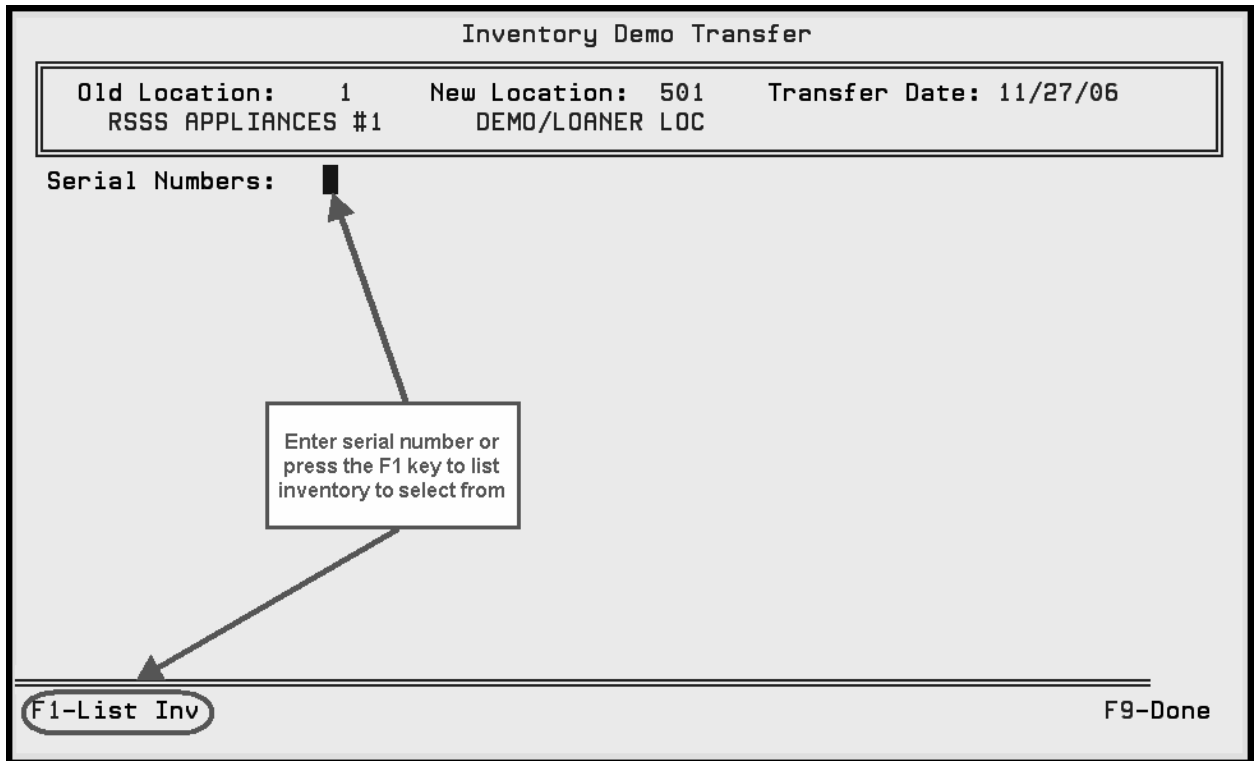 Inventory Demo Transfer
Old Location: 1 New Location: 501 Transfer Date: 11/27/06
RSSS APPLIANCES #1 DEMO/LOANER LOC
Serial Numbers:
Enter serial number or
press the F1 key to list
inventory to select from
F1-List Inv F9-Done